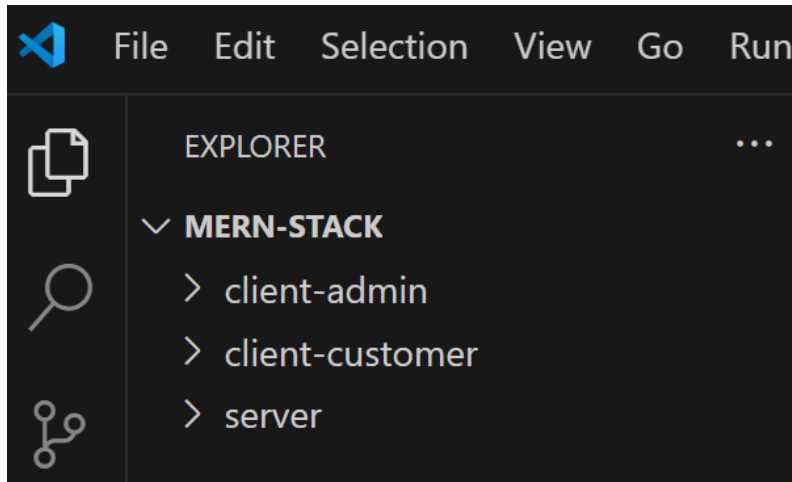 File Edit Selection View Go Run
EXPLORER ...
MERN-STACK
client-admin
client-customer
server